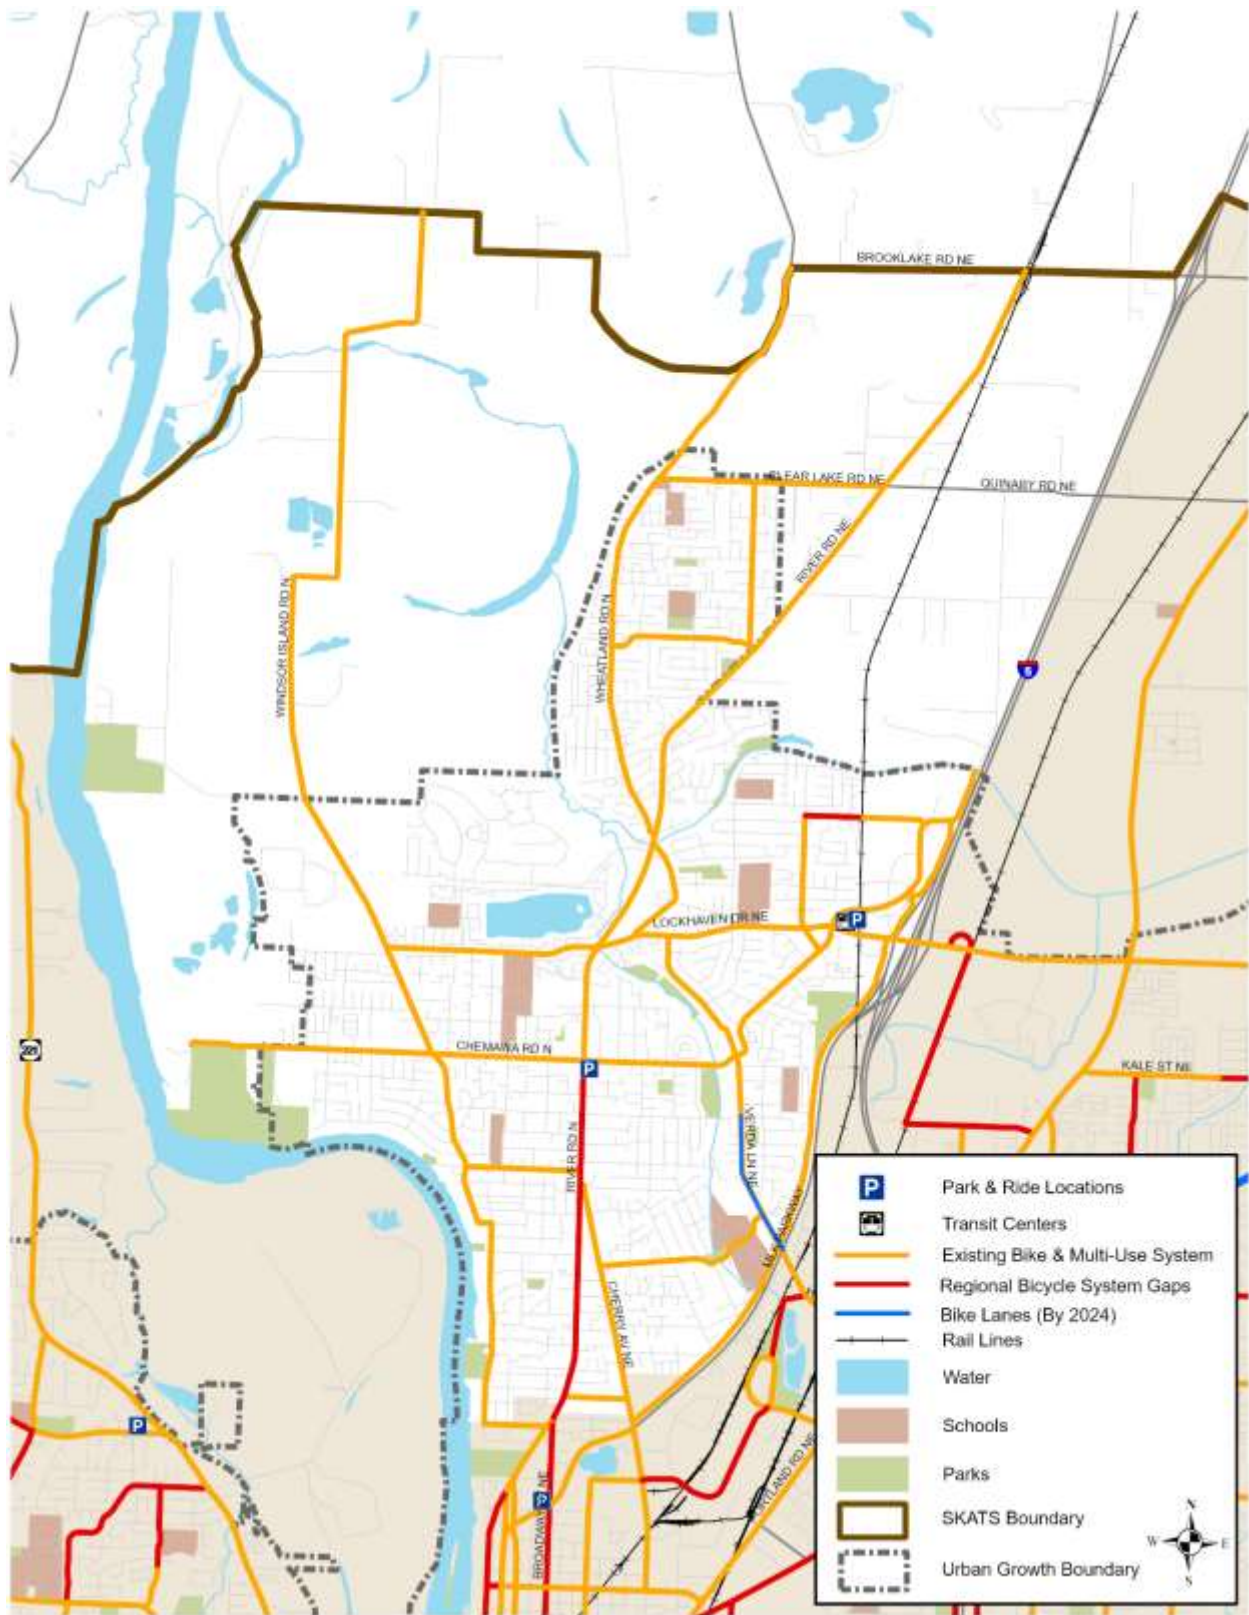 BROOKLAKE RD NE
CLEAR LAKE RD NE
QUINABY RD NE
RIVER RD NE
WINDSOR ISLAND RD N
WHEATLAND RD N
5
LOCKHAVEN DR NE
221
CHEMAWA RD N
P
P
KALE ST NE
VERDA LN NE
RIVER RD N
CHERRY AV NE
P
P
BROADWAY NE
P Park & Ride Locations
Transit Centers
Existing Bike & Multi-Use System
Regional Bicycle System Gaps
Bike Lanes (By 2024)
Rail Lines
Water
Schools
Parks
SKATS Boundary
Urban Growth Boundary
N
W E
S